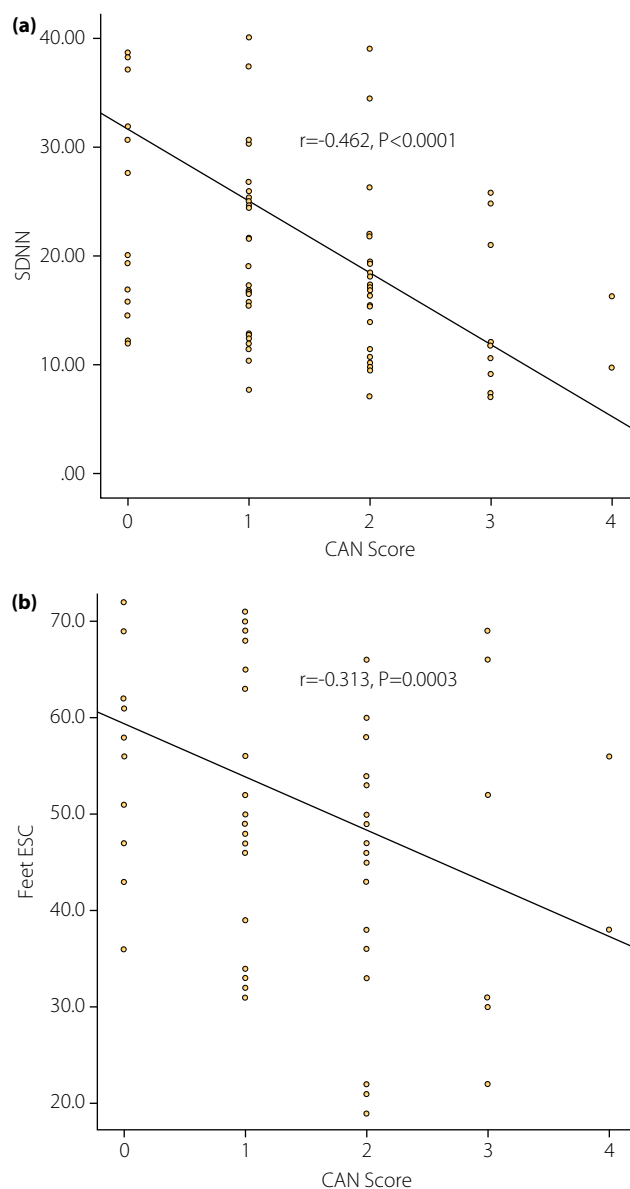 (a)
40.00
30.00
20.00
10.00
.00
SDNN
r=-0.462, P<0.0001
0 1 2 3 4
CAN Score
(b)
70.0
60.0
50.0
40.0
30.0
20.0
Feet ESC
r=-0.313, P=0.0003
0 1 2 3 4
CAN Score